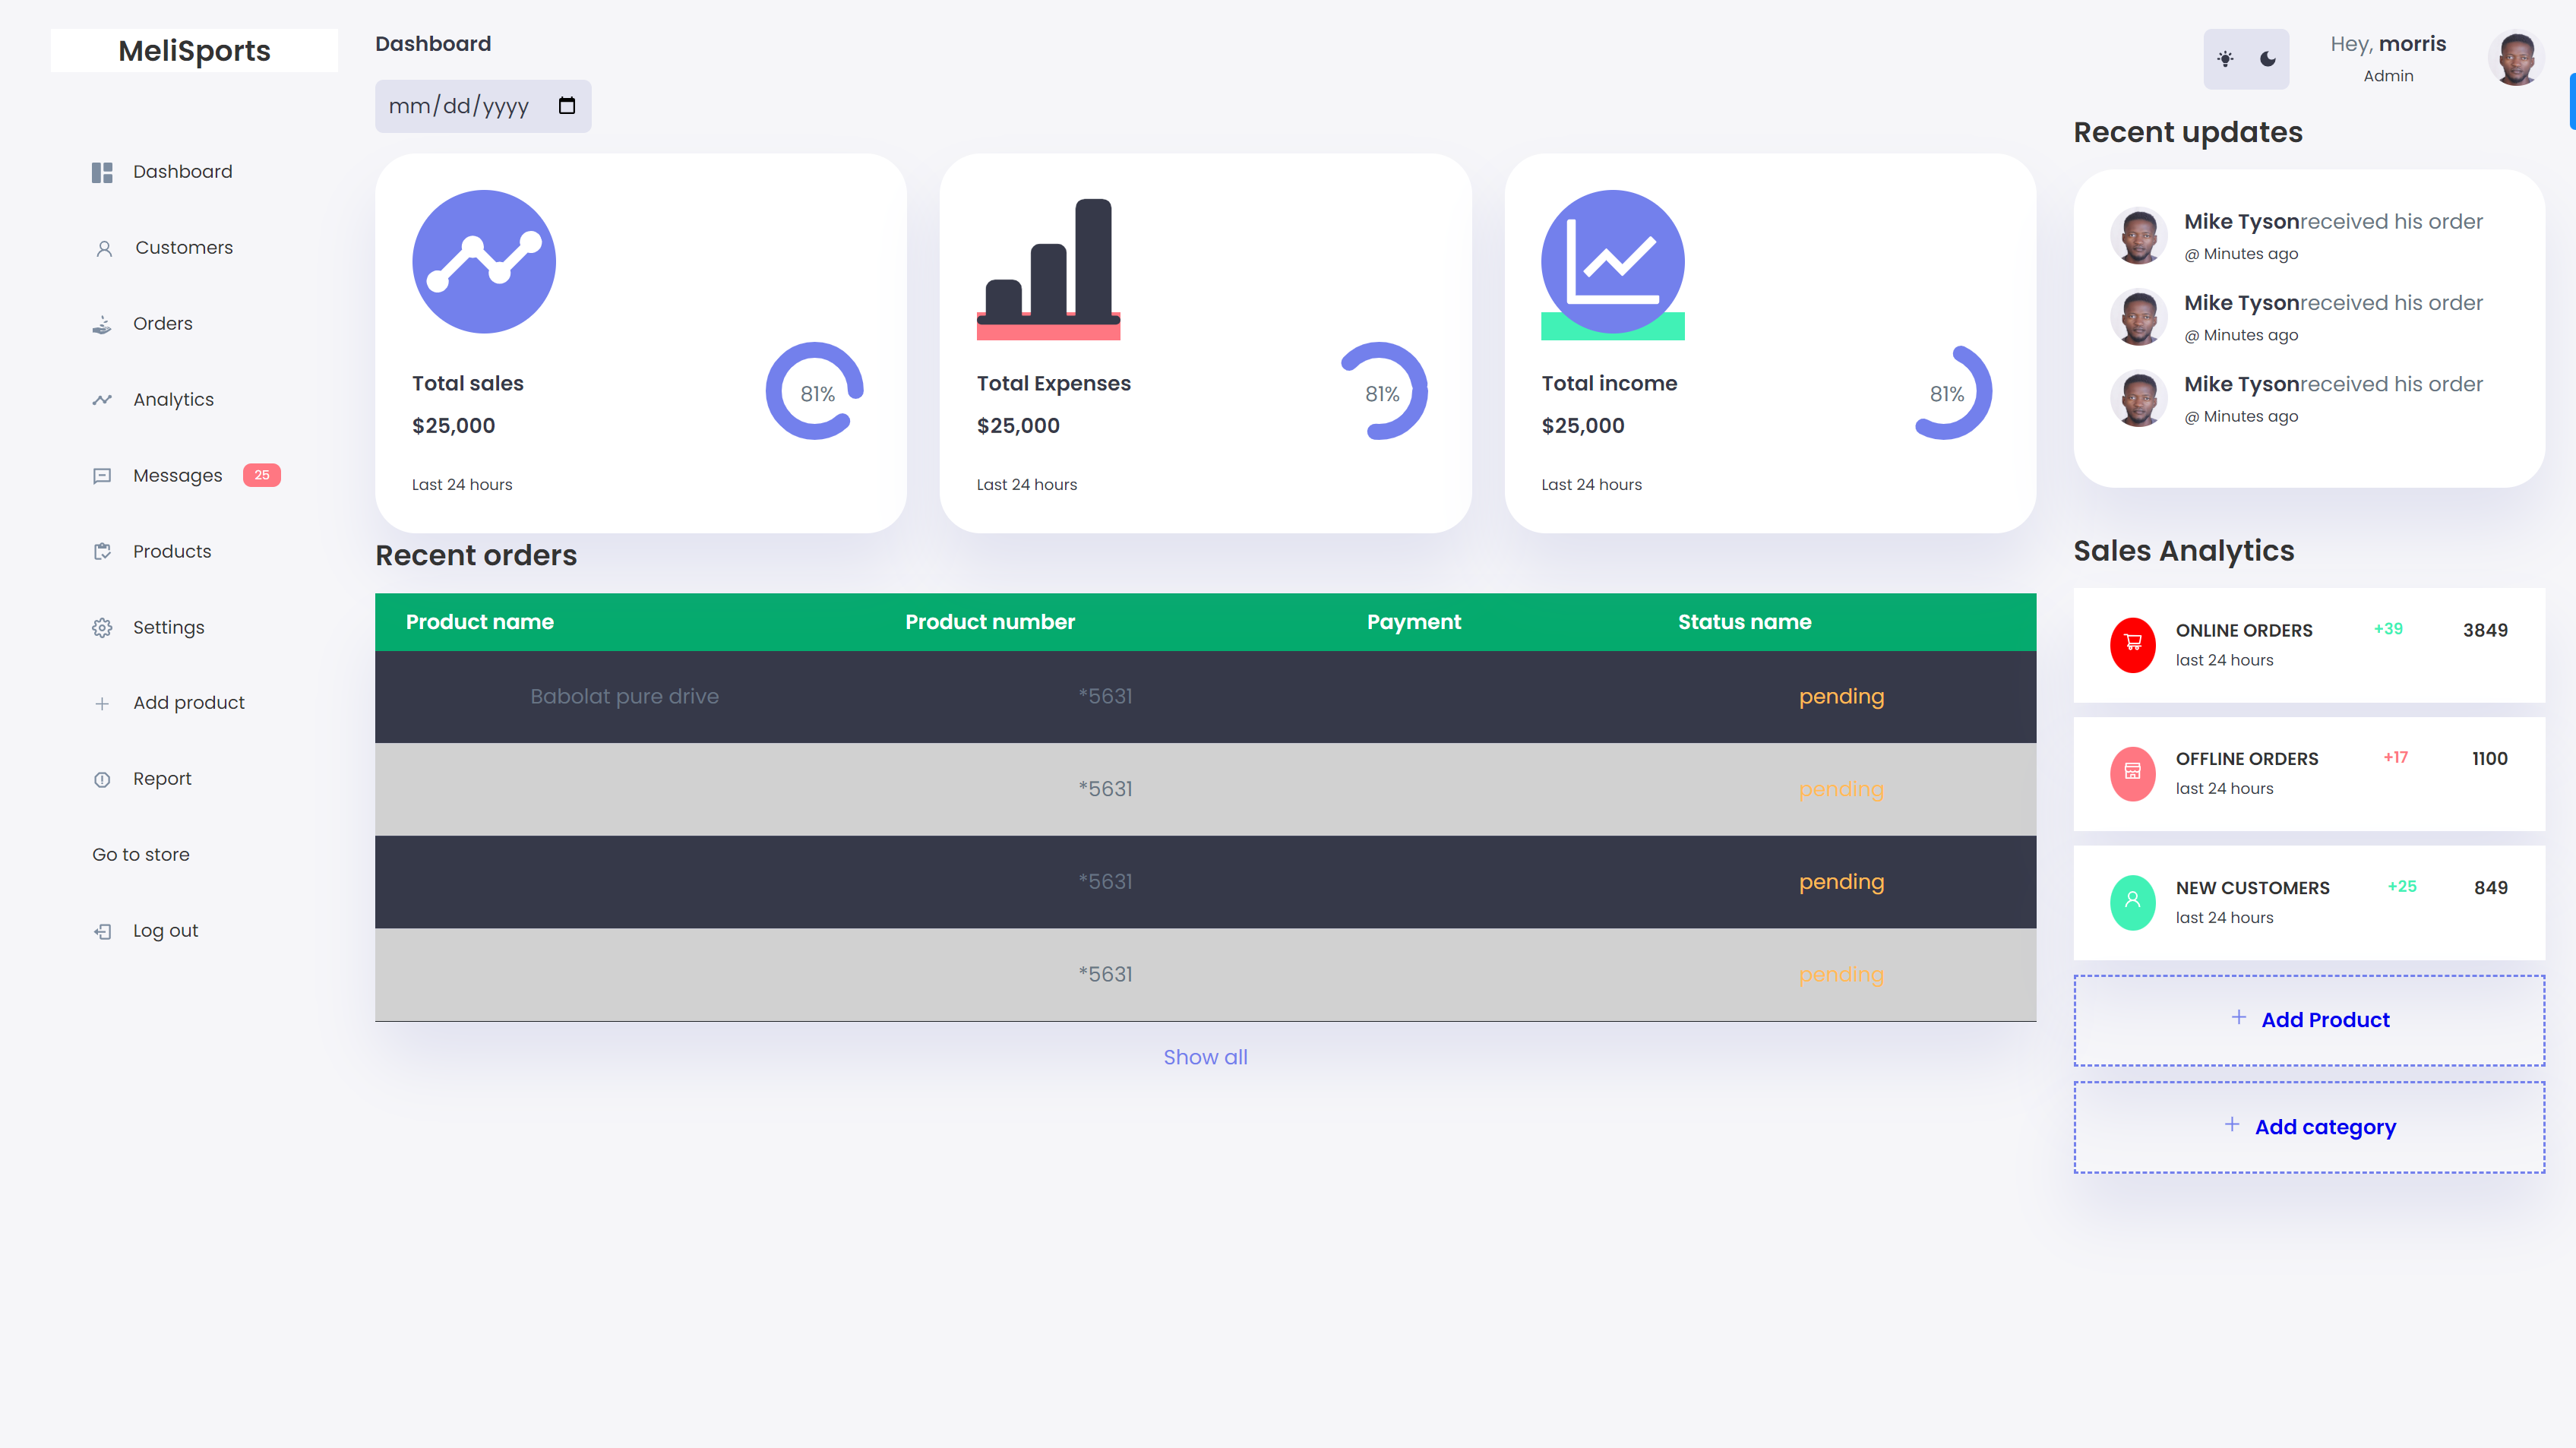 MeliSports
Dashboard
Customers
Orders
Analytics
Messages 25
Products
Settings
Add product
Report
Go to store
Log out
Dashboard
mm/dd/yyyy
Total sales
$25,000
81%
Last 24 hours
Total Expenses
$25,000
81%
Last 24 hours
Total income
$25,000
81%
Last 24 hours
Recent orders
Product name Product number Payment Status name
Babolat pure drive *5631 pending
*5631 pending
*5631 pending
*5631 pending
Show all
Hey, morris
Admin
Recent updates
Mike Tysonreceived his order
@ Minutes ago
Mike Tysonreceived his order
@ Minutes ago
Mike Tysonreceived his order
@ Minutes ago
Sales Analytics
ONLINE ORDERS +39 3849
last 24 hours
OFFLINE ORDERS +17 1100
last 24 hours
NEW CUSTOMERS +25 849
last 24 hours
+ Add Product
+ Add category